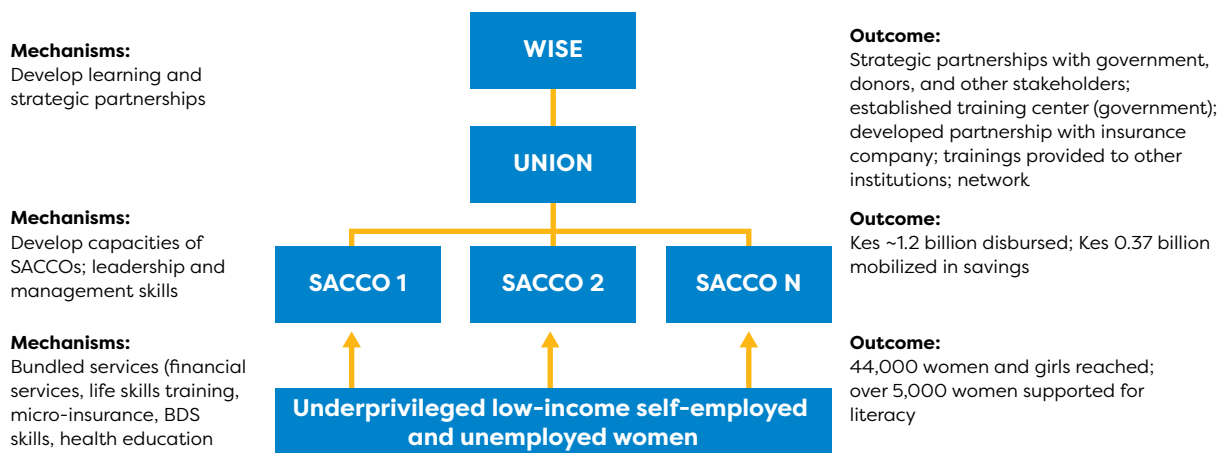 WISE
Mechanisms:
Develop learning and
strategic partnerships
Outcome:
Strategic partnerships with government,
donors, and other stakeholders;
established training center (government);
developed partnership with insurance
company; trainings provided to other
institutions; network
UNION
Mechanisms:
Develop capacities of
SACCOs; leadership and
management skills
SACCO 1
SACCO 2
SACCO N
Outcome:
Kes ~1.2 billion disbursed; Kes 0.37 billion
mobilized in savings
Mechanisms:
Bundled services (financial
services, life skills training,
micro-insurance, BDS
skills, health education
Underprivileged low-income self-employed
and unemployed women
Outcome:
44,000 women and girls reached;
over 5,000 women supported for
literacy